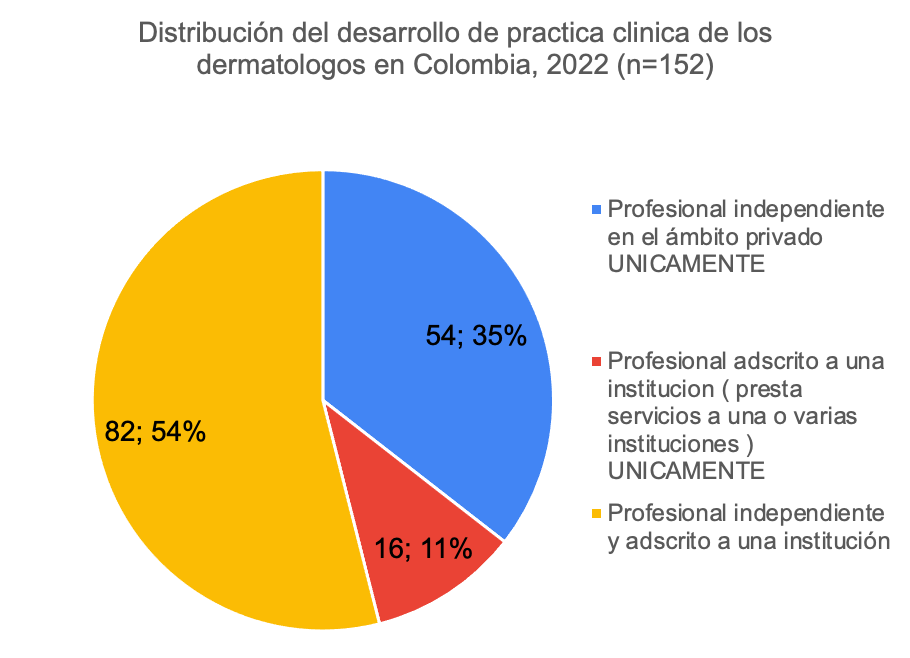 Distribución del desarrollo de practica clinica de los
dermatologos en Colombia, 2022 (n=152)
54; 35%
82; 54%
16; 11%
Profesional independiente
en el ámbito privado
UNICAMENTE
Profesional adscrito a una
institucion ( presta
servicios a una o varias
instituciones )
UNICAMENTE
Profesional independiente
y adscrito a una institución